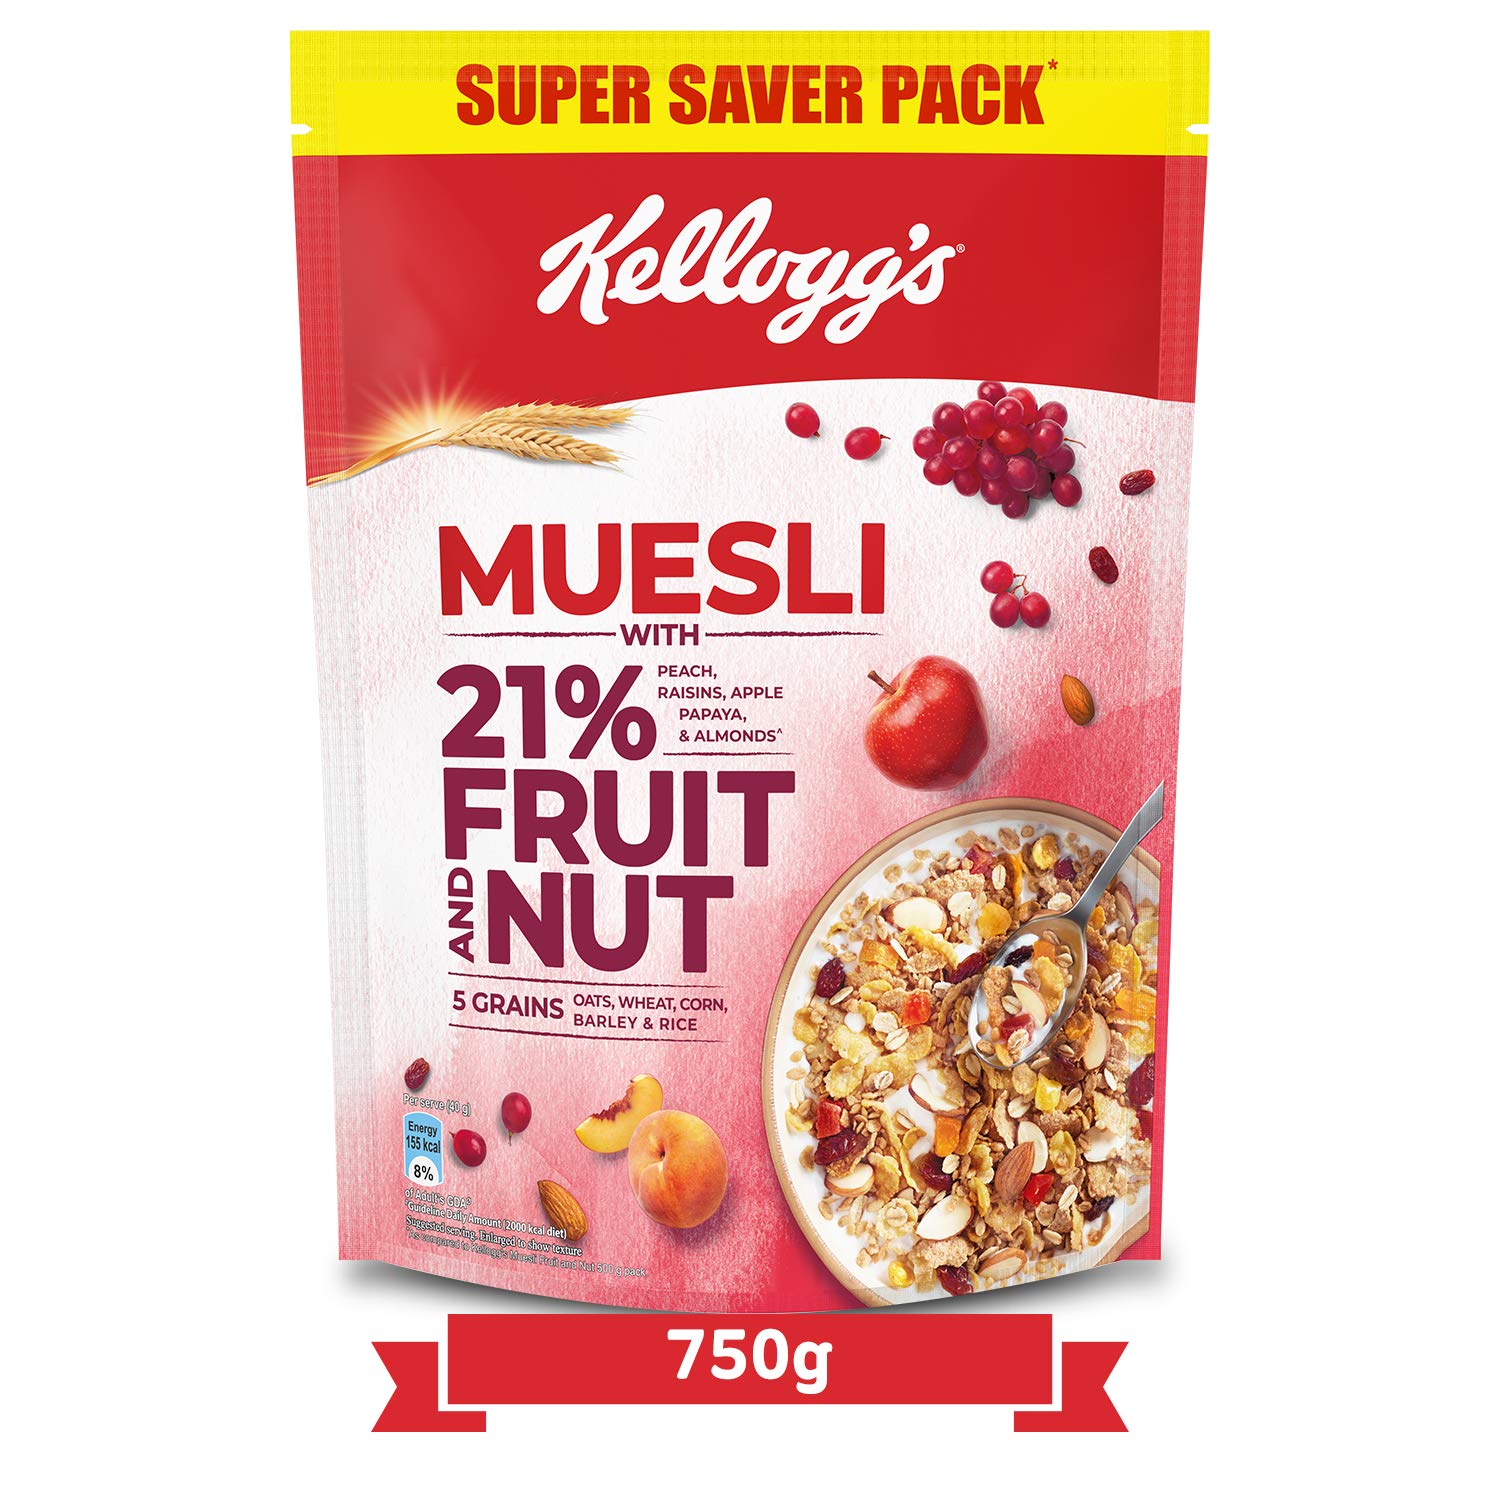 SUPER SAVER PACK*
Kellogg's®
MUESLI
WITH
21%
PEACH,
RAISINS, APPLE
PAPAYA,
& ALMONDS^
FRUIT
AND NUT
5 GRAINS
OATS, WHEAT, CORN,
BARLEY & RICE
Per serve (40 g)
Energy
155 kcal
8%
of Adult's GDA
Guideline Daily Amount (2000 kcal diet)
Suggested serving. Enlarged to show texture
*As compared to Kellogg's Muesli Fruit and Nut 500 g pack
750g